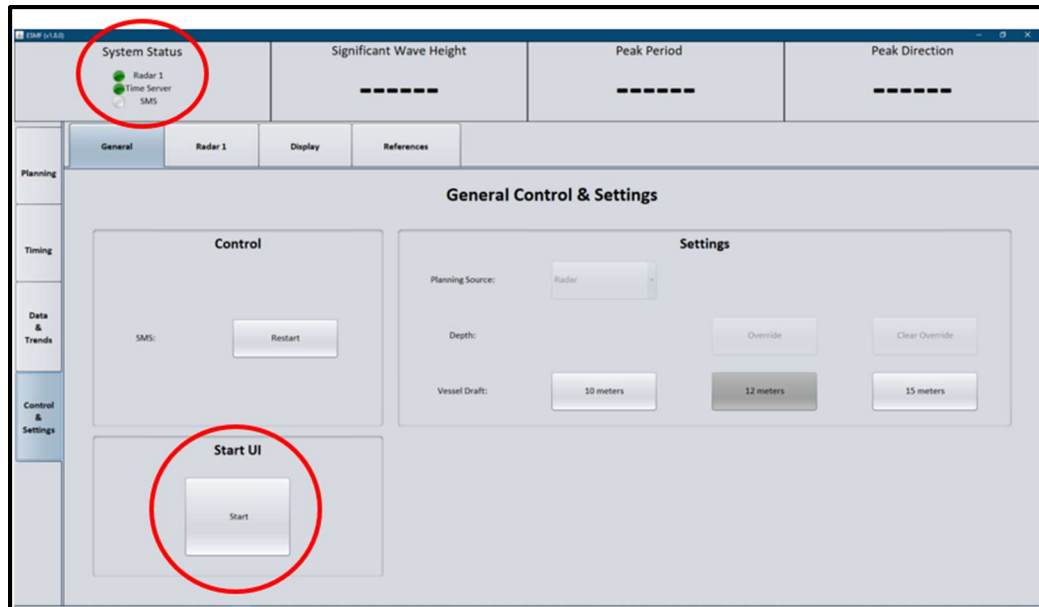 ESMF (v1.8.0)
System Status
Radar 1
Time Server
SMS
Significant Wave Height
------
Peak Period
------
Peak Direction
------
General
Radar 1
Display
References
Planning
Timing
Data
&
Trends
Control
&
Settings
General Control & Settings
Control
SMS:
Restart
Settings
Planning Source:
Radar
Depth:
Override
Clear Override
Vessel Draft:
10 meters
12 meters
15 meters
Start UI
Start